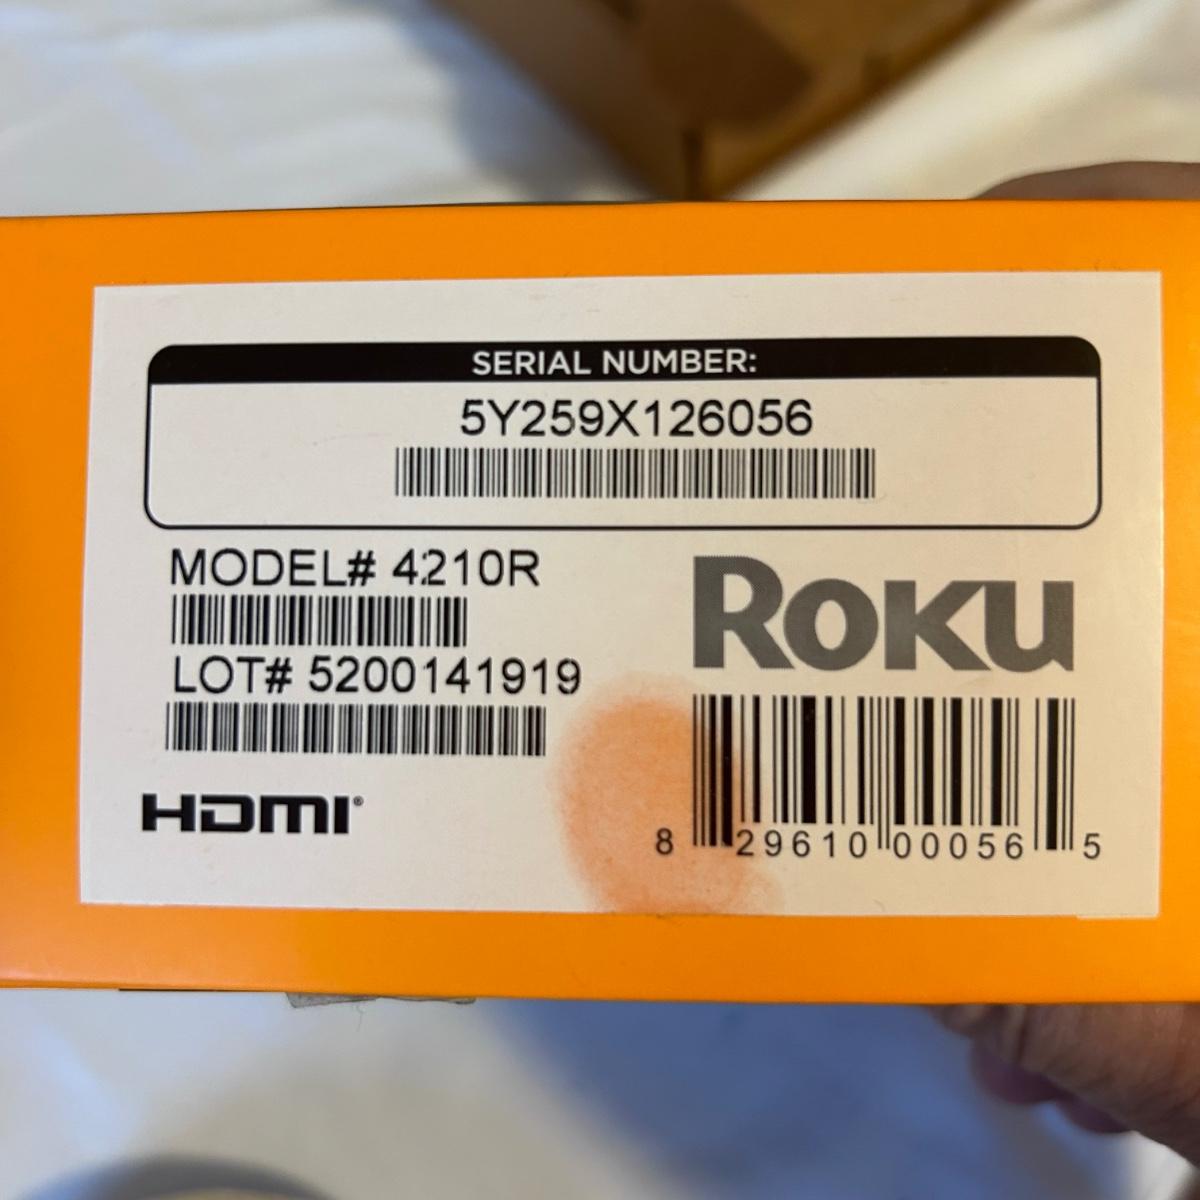 SERIAL NUMBER:
5Y259X126056
MODEL# 4210R
LOT# 5200141919
HDMI®
ROKU
8 29610 00056 5